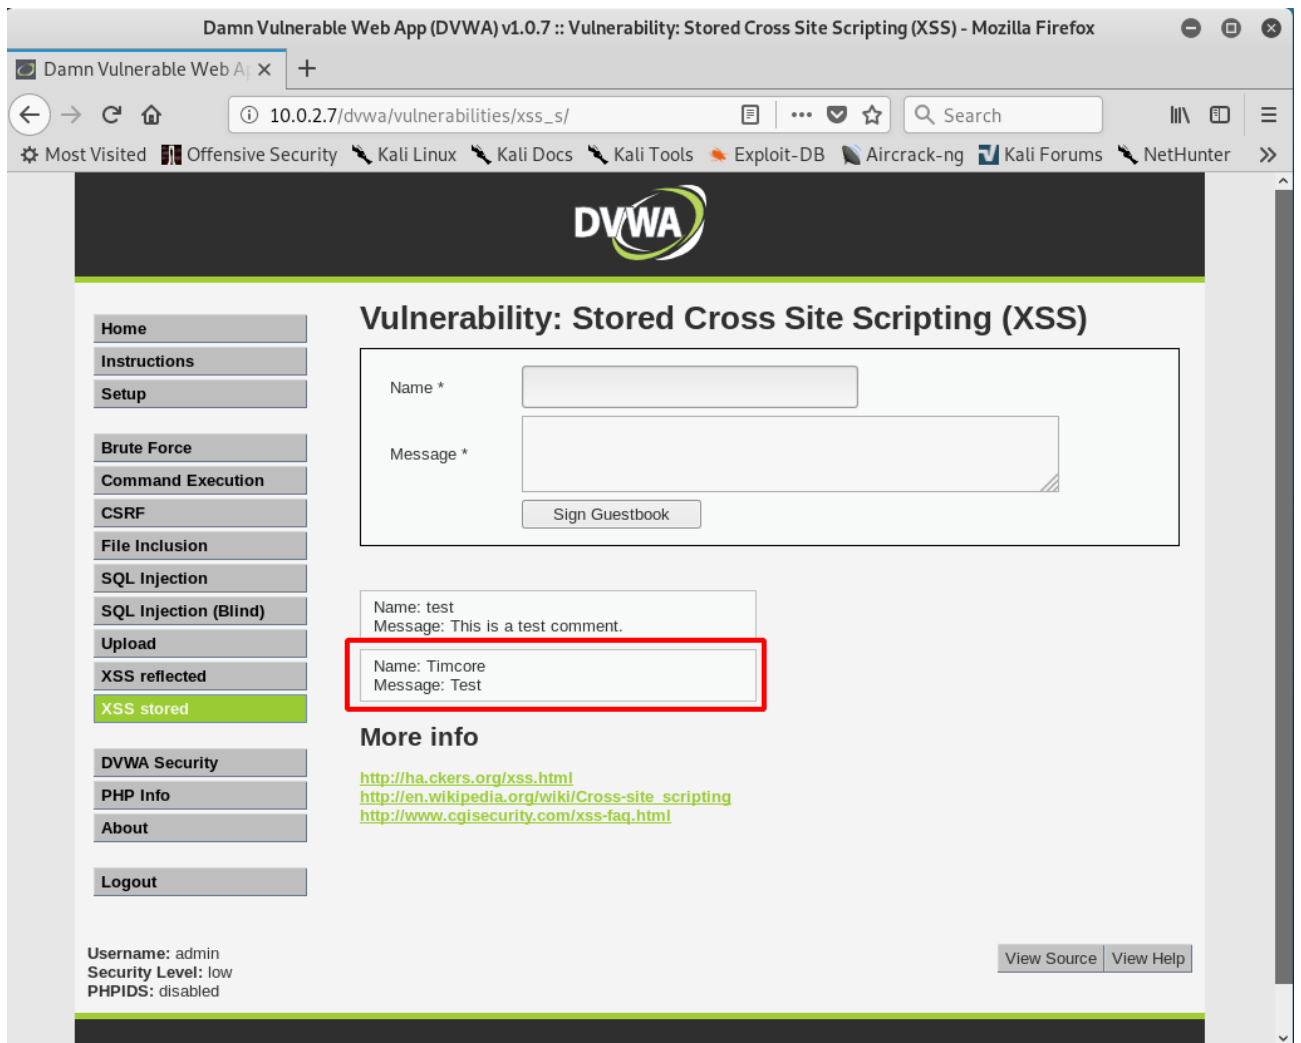 Damn Vulnerable Web App (DVWA) v1.0.7 :: Vulnerability: Stored Cross Site Scripting (XSS) - Mozilla Firefox
Damn Vulnerable Web Ap
10.0.2.7/dvwa/vulnerabilities/xss_s/
Search
Most Visited Offensive Security Kali Linux Kali Docs Kali Tools Exploit-DB Aircrack-ng Kali Forums NetHunter
DVWA
Vulnerability: Stored Cross Site Scripting (XSS)
Home
Instructions
Setup
Brute Force
Command Execution
CSRF
File Inclusion
SQL Injection
SQL Injection (Blind)
Upload
XSS reflected
XSS stored
DVWA Security
PHP Info
About
Logout
Name *
Message *
Sign Guestbook
Name: test
Message: This is a test comment.
Name: Timcore
Message: Test
More info
http://ha.ckers.org/xss.html
http://en.wikipedia.org/wiki/Cross-site_scripting
http://www.cgisecurity.com/xss-faq.html
Username: admin
Security Level: low
PHPIDS: disabled
View Source View Help